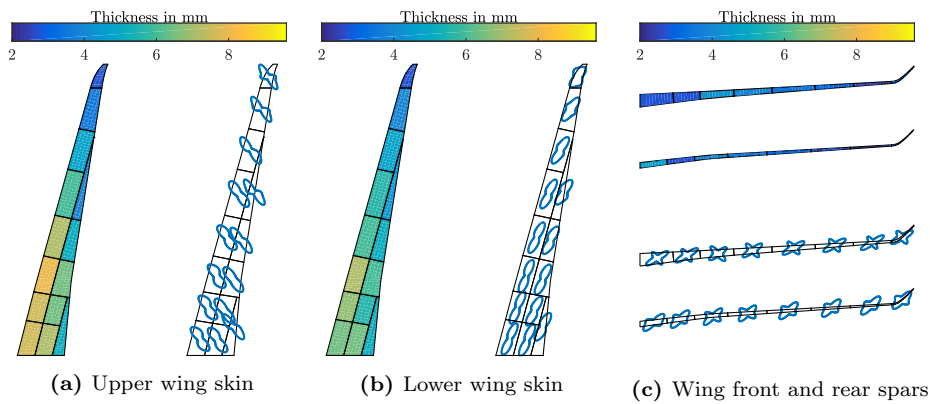 Thickness in mm
2 4 6 8
Thickness in mm
2 4 6 8
Thickness in mm
2 4 6 8
(a) Upper wing skin
(b) Lower wing skin
(c) Wing front and rear spars